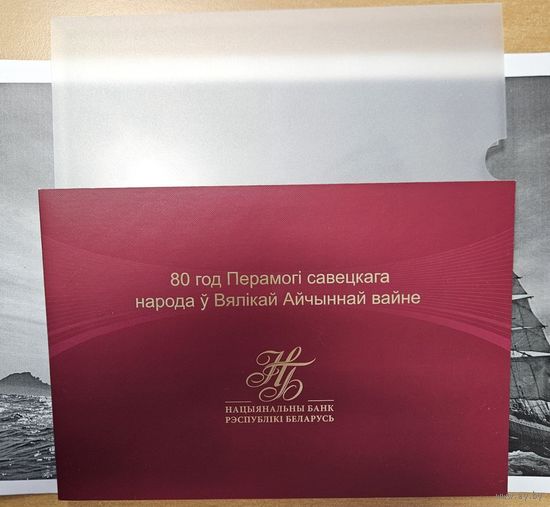 80 год Перамогі савецкага
народа ў Вялікай Айчыннай вайне
НБ
НАЦЫЯНАЛЬНЫ БАНК
РЭСПУБЛІКІ БЕЛАРУСЬ